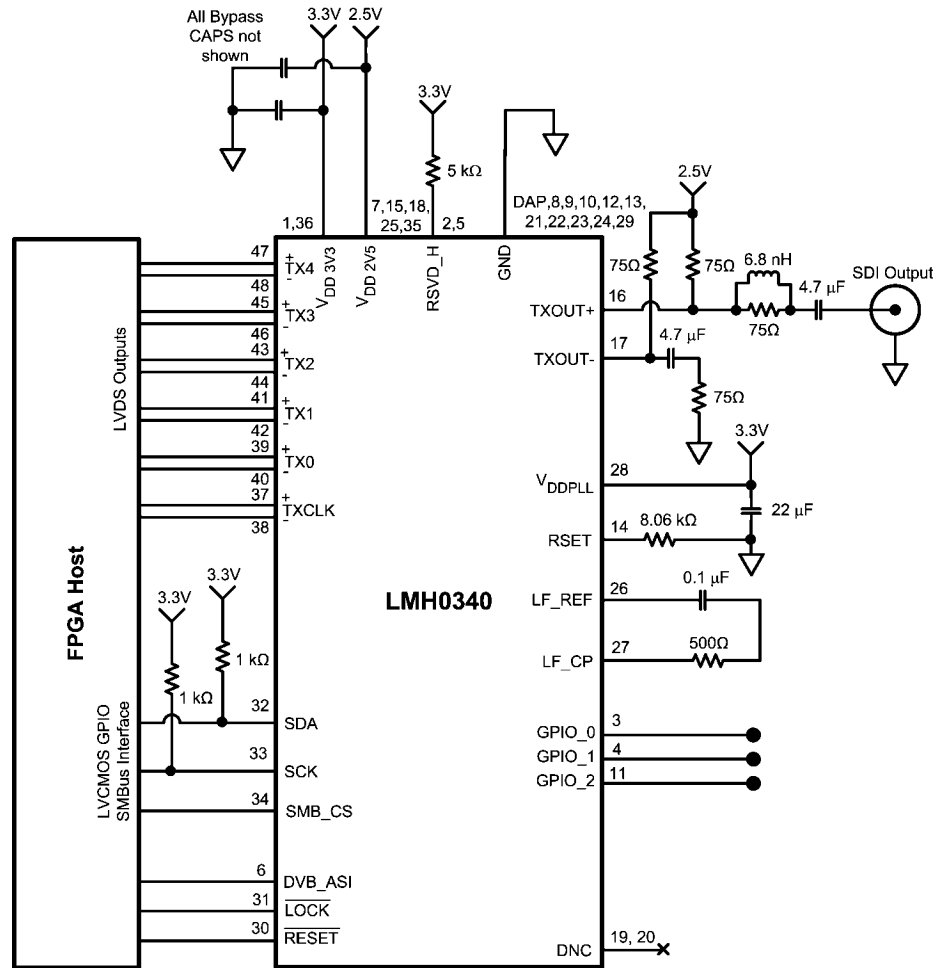 All Bypass
CAPS not
shown
3.3V
2.5V
3.3V
5 kΩ
1,36
7,15,18,
25,35
2,5
DAP,8,9,10,12,13,
21,22,23,24,29
VDD 3V3
VDD 2V5
RSVD_H
GND
2.5V
75Ω
75Ω
6.8 nH
75Ω
4.7 μF
SDI Output
16
TXOUT+
17
TXOUT-
4.7 μF
75Ω
3.3V
28
VDDPLL
22 μF
14
RSET
8.06 kΩ
26
LF_REF
0.1 μF
27
LF_CP
500Ω
GPIO_0
3
GPIO_1
4
GPIO_2
11
DNC
19, 20
LMH0340
FPGA Host
LVDS Outputs
47
+
TX4
-
48
45
+
TX3
-
46
43
+
TX2
-
44
41
+
TX1
-
42
39
+
TX0
-
40
37
+
TXCLK
-
38
3.3V
3.3V
1 kΩ
1 kΩ
LVCMOS GPIO
SMBus Interface
32
SDA
33
SCK
34
SMB_CS
6
DVB_ASI
31
LOCK
30
RESET